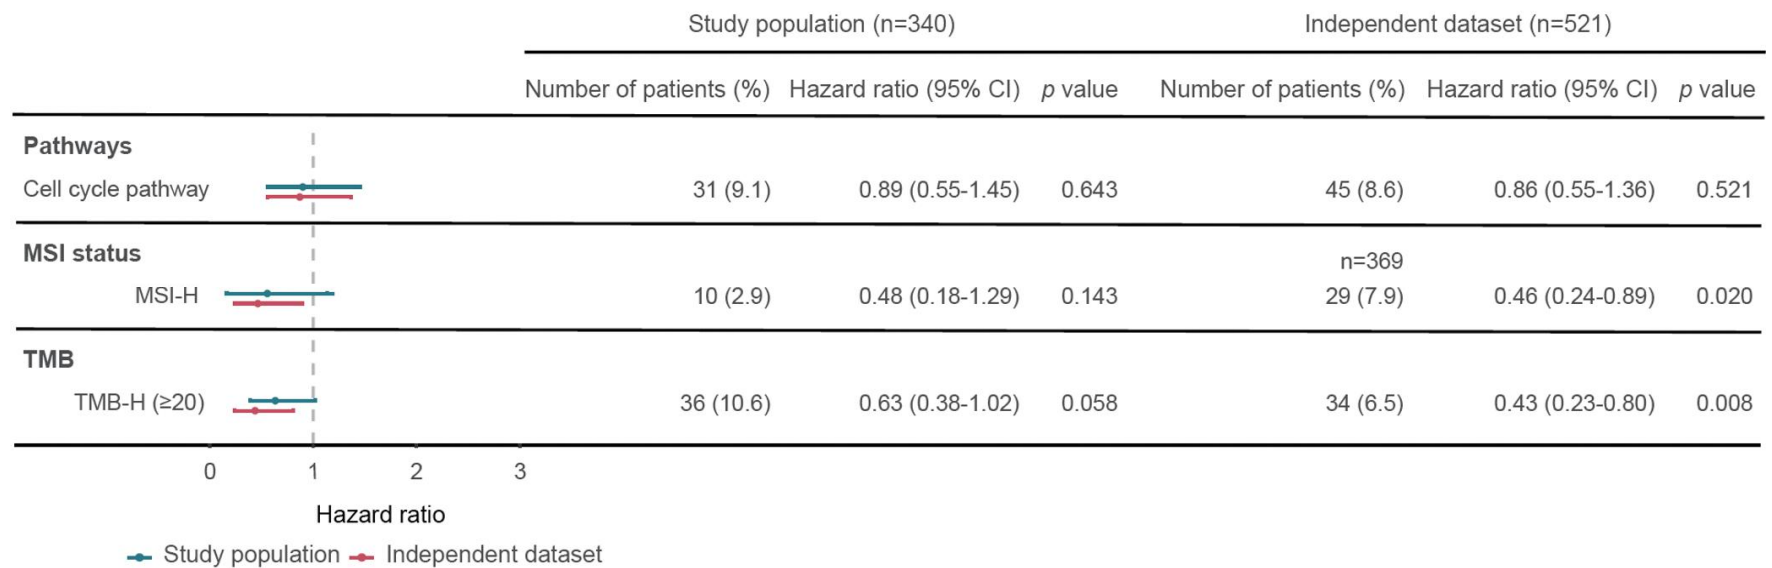 Study population (n=340) Independent dataset (n=521)
Number of patients (%) Hazard ratio (95% CI) p value Number of patients (%) Hazard ratio (95% CI) p value
Pathways
Cell cycle pathway 31 (9.1) 0.89 (0.55-1.45) 0.643 45 (8.6) 0.86 (0.55-1.36) 0.521
MSI status
n=369
MSI-H 10 (2.9) 0.48 (0.18-1.29) 0.143 29 (7.9) 0.46 (0.24-0.89) 0.020
TMB
TMB-H (≥20) 36 (10.6) 0.63 (0.38-1.02) 0.058 34 (6.5) 0.43 (0.23-0.80) 0.008
0 1 2 3
Hazard ratio
Study population Independent dataset